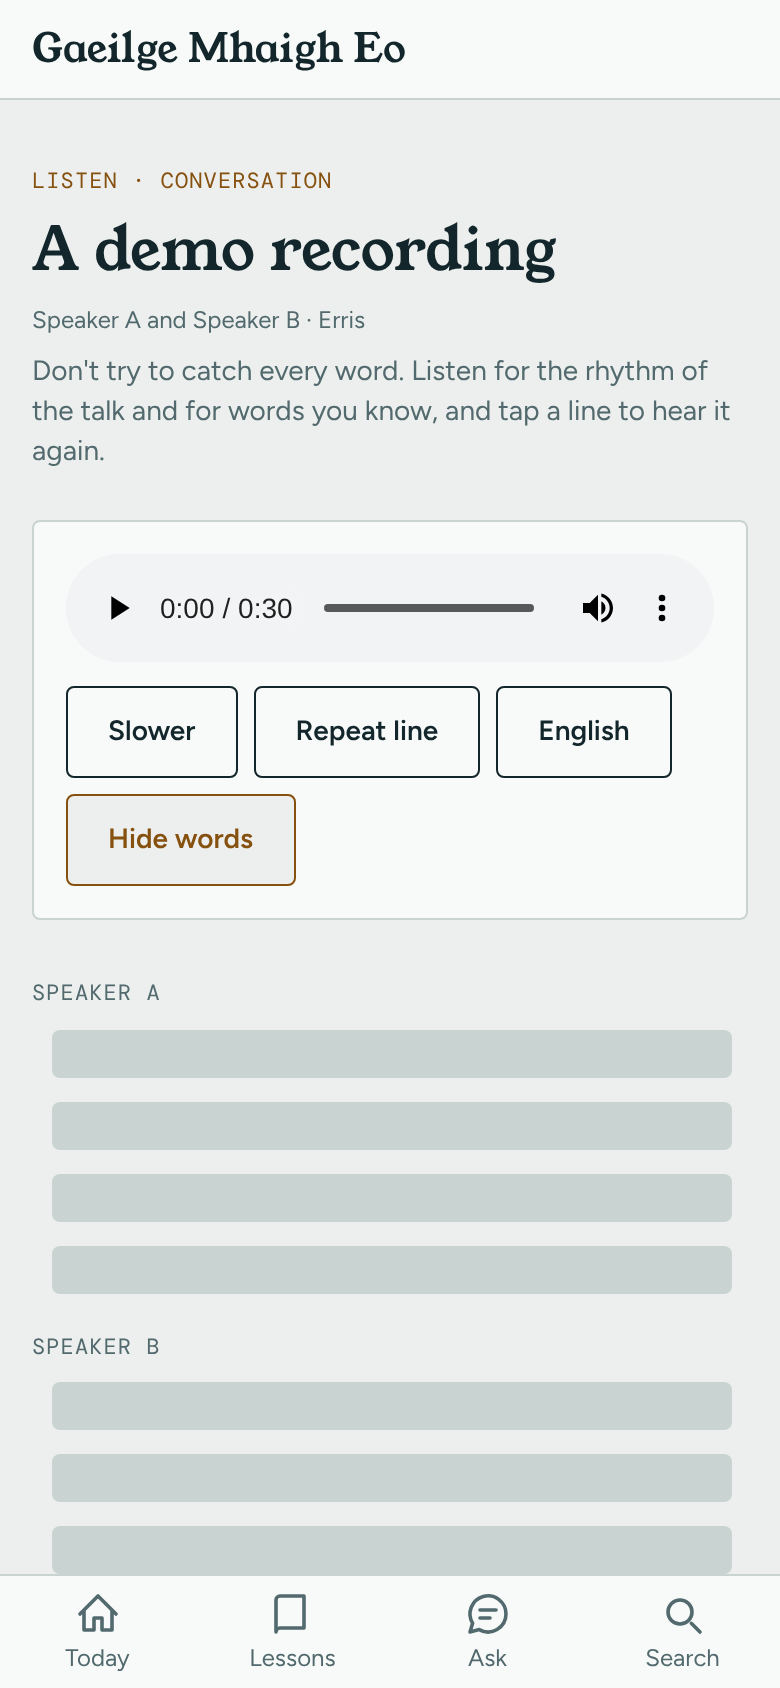 Gaeilge Mhaigh Eo
LISTEN · CONVERSATION
A demo recording
Speaker A and Speaker B · Erris
Don't try to catch every word. Listen for the rhythm of
the talk and for words you know, and tap a line to hear it
again.
0:00 / 0:30
Slower
Repeat line
English
Hide words
SPEAKER A
SPEAKER B
Today
Lessons
Ask
Search